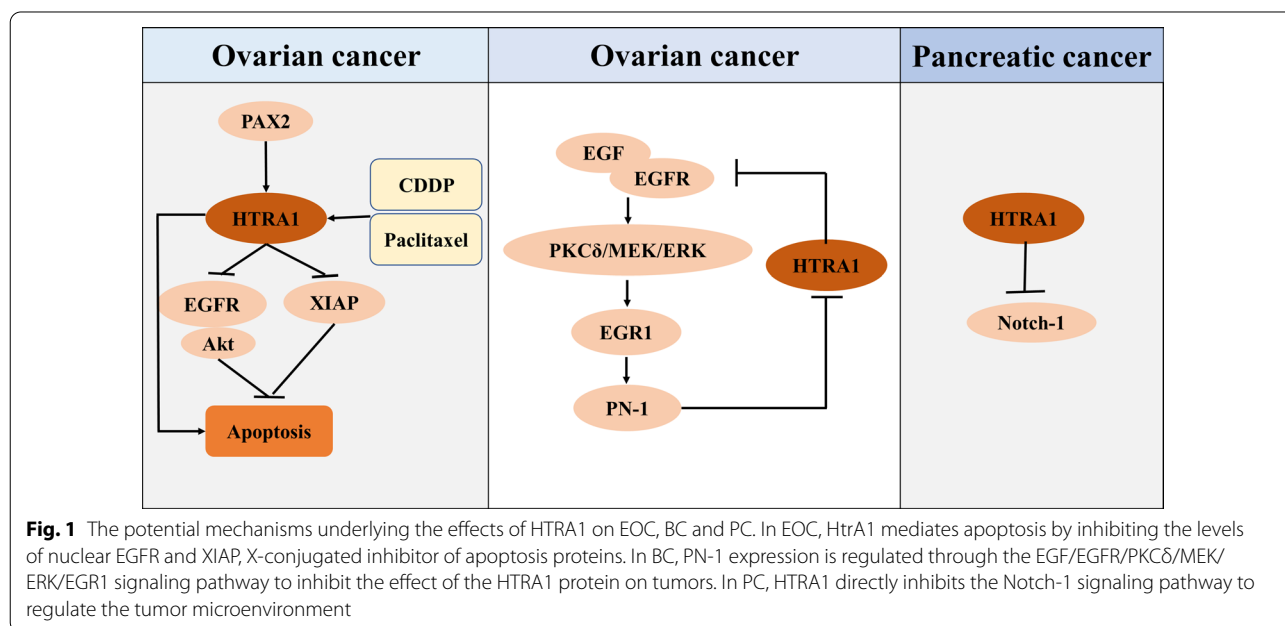 Ovarian cancer
PAX2
HTRA1
CDDP
Paclitaxel
EGFR
XIAP
Akt
Apoptosis
Ovarian cancer
EGF
EGFR
PKCδ/MEK/ERK
HTRA1
EGR1
PN-1
Pancreatic cancer
HTRA1
Notch-1
Fig. 1 The potential mechanisms underlying the effects of HTRA1 on EOC, BC and PC. In EOC, HtrA1 mediates apoptosis by inhibiting the levels
of nuclear EGFR and XIAP, X-conjugated inhibitor of apoptosis proteins. In BC, PN-1 expression is regulated through the EGF/EGFR/PKCδ/MEK/
ERK/EGR1 signaling pathway to inhibit the effect of the HTRA1 protein on tumors. In PC, HTRA1 directly inhibits the Notch-1 signaling pathway to
regulate the tumor microenvironment